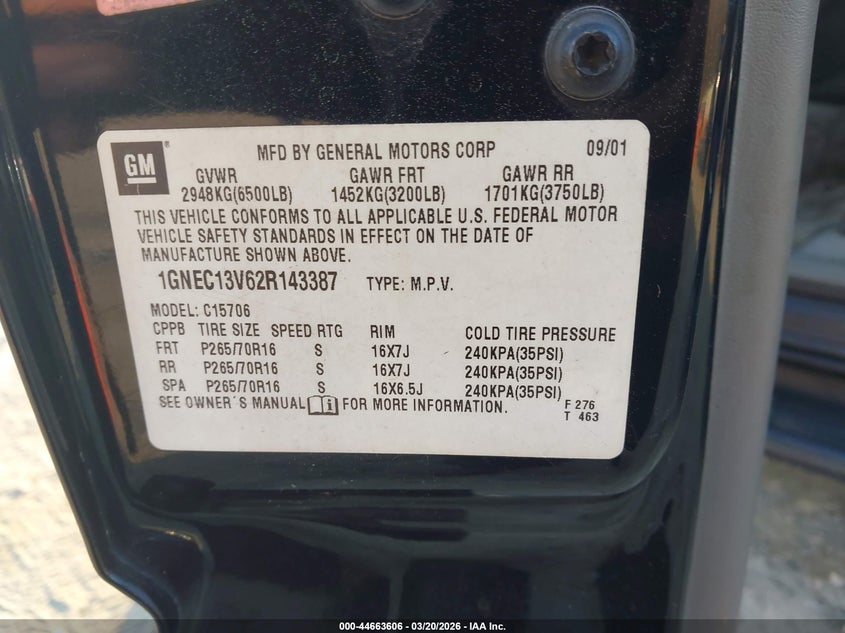 GM ® MFD BY GENERAL MOTORS CORP 09/01
GVWR GAWR FRT GAWR RR
2948KG(6500LB) 1452KG(3200LB) 1701KG(3750LB)
THIS VEHICLE CONFORMS TO ALL APPLICABLE U.S. FEDERAL MOTOR
VEHICLE SAFETY STANDARDS IN EFFECT ON THE DATE OF
MANUFACTURE SHOWN ABOVE.
1GNEC13V62R143387 TYPE: M.P.V.
MODEL: C15706
CPPB TIRE SIZE SPEED RTG RIM COLD TIRE PRESSURE
FRT P265/70R16 S 16X7J 240KPA(35PSI)
RR P265/70R16 S 16X7J 240KPA(35PSI)
SPA P265/70R16 S 16X6.5J 240KPA(35PSI)
SEE OWNER´S MANUAL i FOR MORE INFORMATION.
F 276
T 463
000-44663606 | 03/20/2026 - IAA Inc.